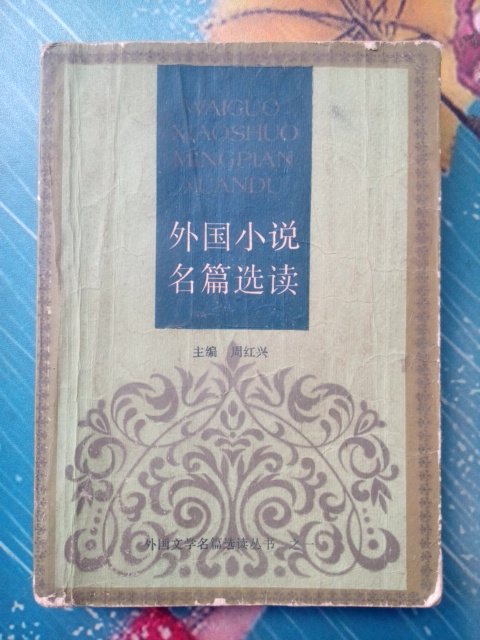 WAIGUO
XIAOSHUO
MINGPIAN
XUANDU
外国小说
名篇选读
主编 周红兴
外国文学名篇选读丛书 之一